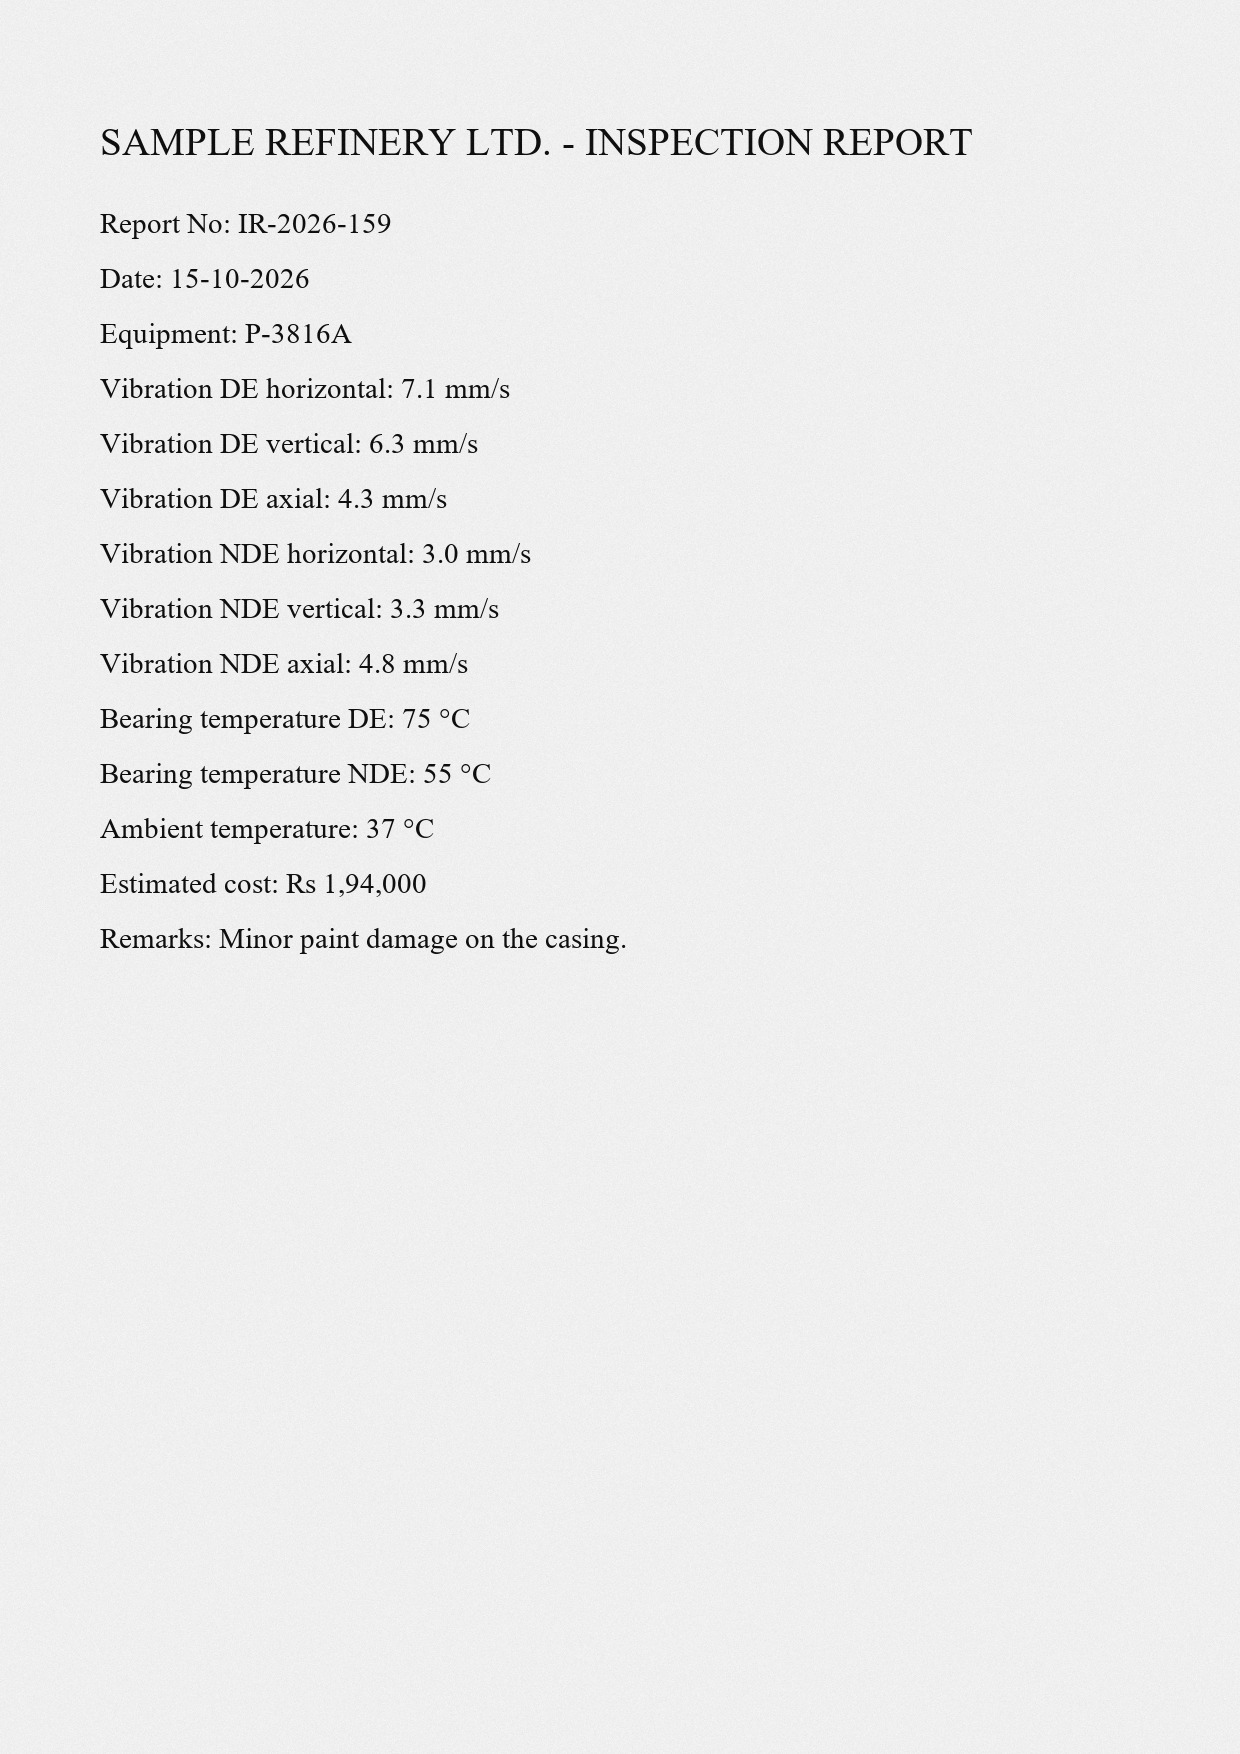 SAMPLE REFINERY LTD. - INSPECTION REPORT
Report No: IR-2026-159
Date: 15-10-2026
Equipment: P-3816A
Vibration DE horizontal: 7.1 mm/s
Vibration DE vertical: 6.3 mm/s
Vibration DE axial: 4.3 mm/s
Vibration NDE horizontal: 3.0 mm/s
Vibration NDE vertical: 3.3 mm/s
Vibration NDE axial: 4.8 mm/s
Bearing temperature DE: 75 °C
Bearing temperature NDE: 55 °C
Ambient temperature: 37 °C
Estimated cost: Rs 1,94,000
Remarks: Minor paint damage on the casing.